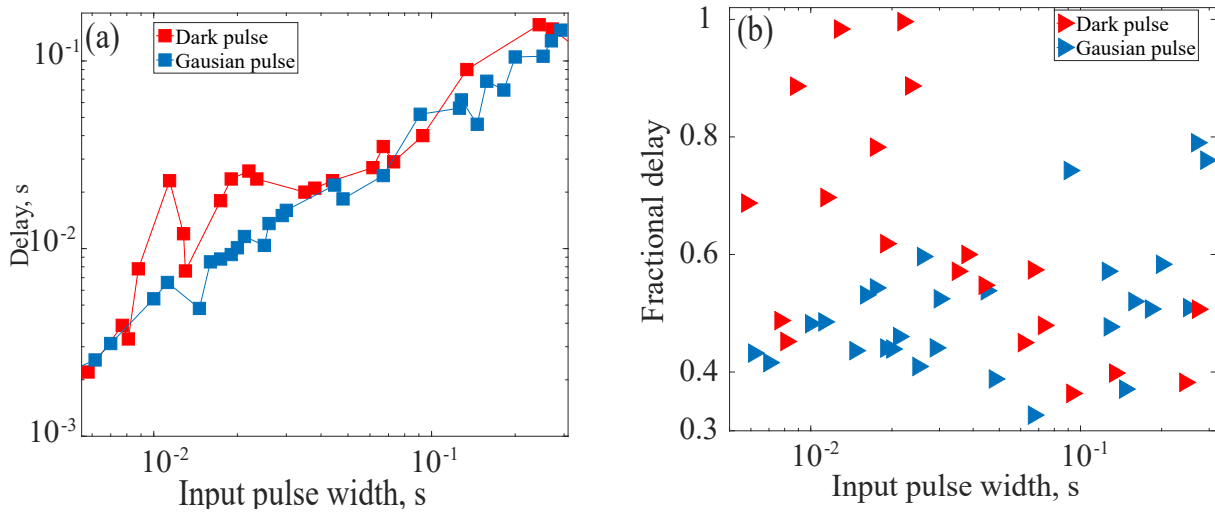 (a)
Dark pulse
Gausian pulse
10⁻¹
10⁻²
10⁻³
Delay, s
10⁻²
10⁻¹
Input pulse width, s
(b)
Dark pulse
Gausian pulse
1
0.8
0.6
0.4
0.3
Fractional delay
10⁻²
10⁻¹
Input pulse width, s